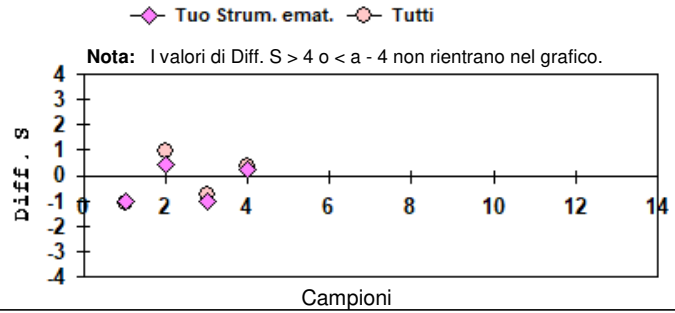 Tuo Strum. emat. Tutti
Nota: I valori di Diff. S > 4 o < a - 4 non rientrano nel grafico.
4
3
2
1
0
-1
-2
-3
-4
Diff. S
0 2 4 6 8 10 12 14
Campioni